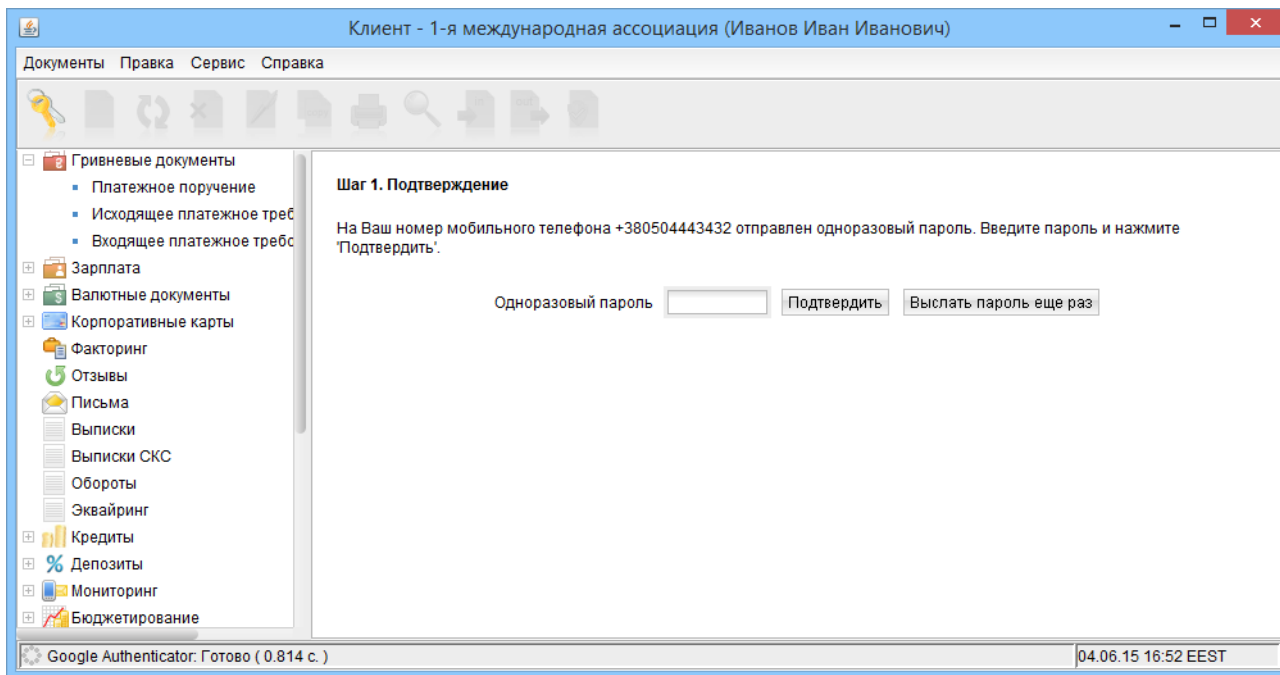 Клиент - 1-я международная ассоциация (Иванов Иван Иванович)
Документы Правка Сервис Справка
Гривневые документы
Платежное поручение
Исходящее платежное треб
Входящее платежное требо
Зарплата
Валютные документы
Корпоративные карты
Факторинг
Отзывы
Письма
Выписки
Выписки СКС
Обороты
Эквайринг
Кредиты
Депозиты
Мониторинг
Бюджетирование
Шаг 1. Подтверждение
На Ваш номер мобильного телефона +380504443432 отправлен одноразовый пароль. Введите пароль и нажмите
'Подтвердить'.
Одноразовый пароль Подтвердить Выслать пароль еще раз
Google Authenticator: Готово ( 0.814 с. ) 04.06.15 16:52 EEST